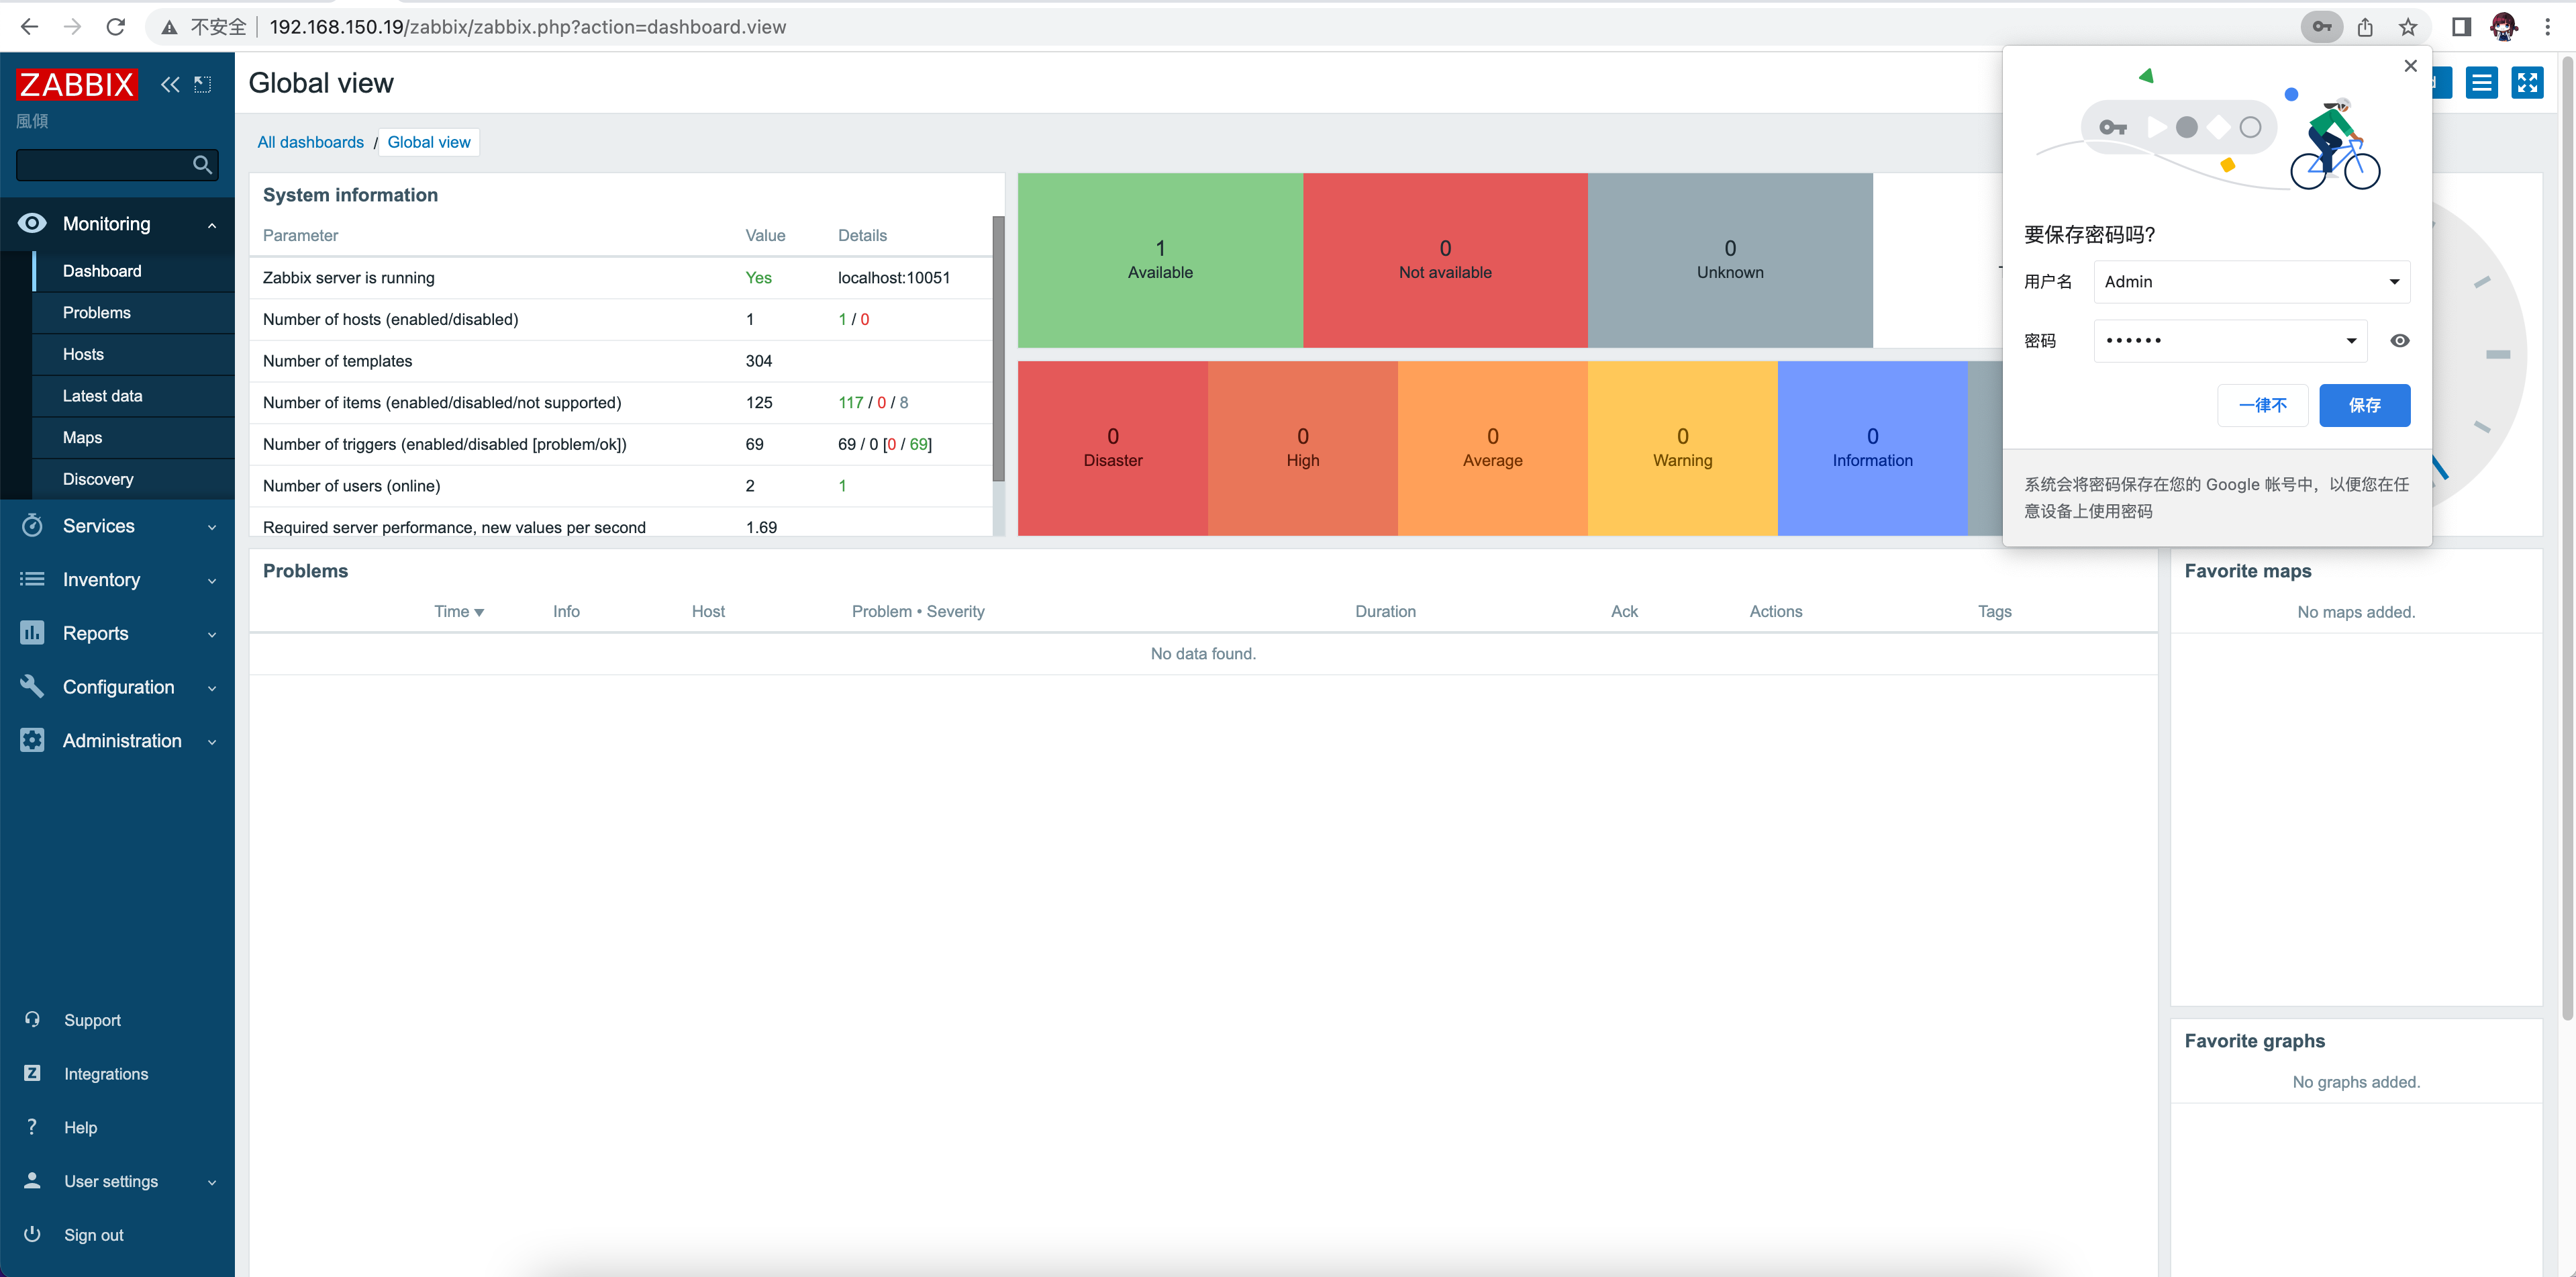 不安全 192.168.150.19/zabbix/zabbix.php?action=dashboard.view
ZABBIX
風傾
Monitoring
Dashboard
Problems
Hosts
Latest data
Maps
Discovery
Services
Inventory
Reports
Configuration
Administration
Support
Integrations
Help
User settings
Sign out
Global view
All dashboards / Global view
System information
Parameter Value Details
Zabbix server is running Yes localhost:10051
Number of hosts (enabled/disabled) 1 1 / 0
Number of templates 304
Number of items (enabled/disabled/not supported) 125 117 / 0 / 8
Number of triggers (enabled/disabled [problem/ok]) 69 69 / 0 [0 / 69]
Number of users (online) 2 1
Required server performance, new values per second 1.69
1
Available
0
Not available
0
Unknown
0
Disaster
0
High
0
Average
0
Warning
0
Information
要保存密码吗?
用户名 Admin
密码 ••••••
一律不 保存
系统会将密码保存在您的 Google 帐号中，以便您在任
意设备上使用密码
Problems
Time Info Host Problem • Severity Duration Ack Actions Tags
No data found.
Favorite maps
No maps added.
Favorite graphs
No graphs added.